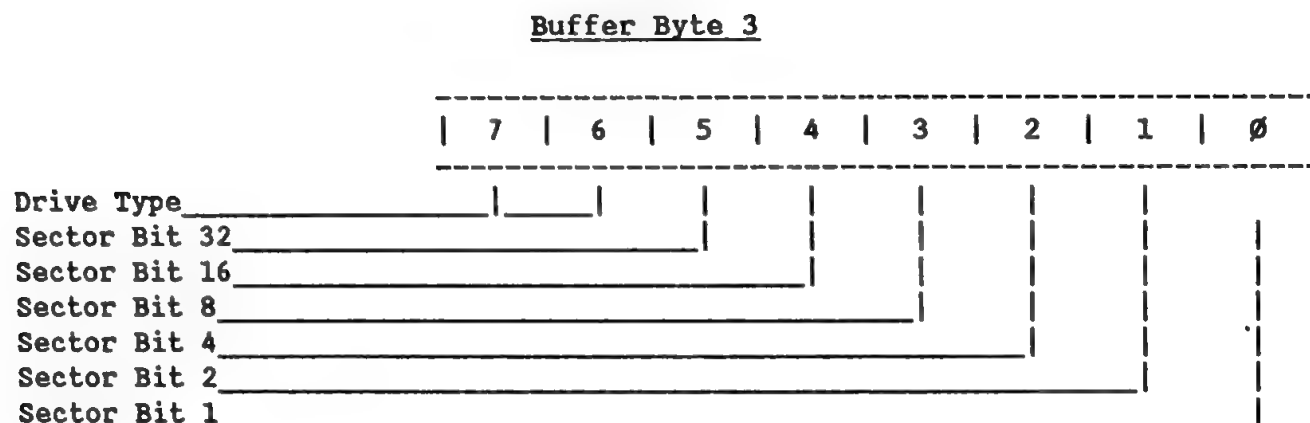 Buffer Byte 3
| 7 | 6 | 5 | 4 | 3 | 2 | 1 | Ø
Drive Type
Sector Bit 32
Sector Bit 16
Sector Bit 8
Sector Bit 4
Sector Bit 2
Sector Bit 1